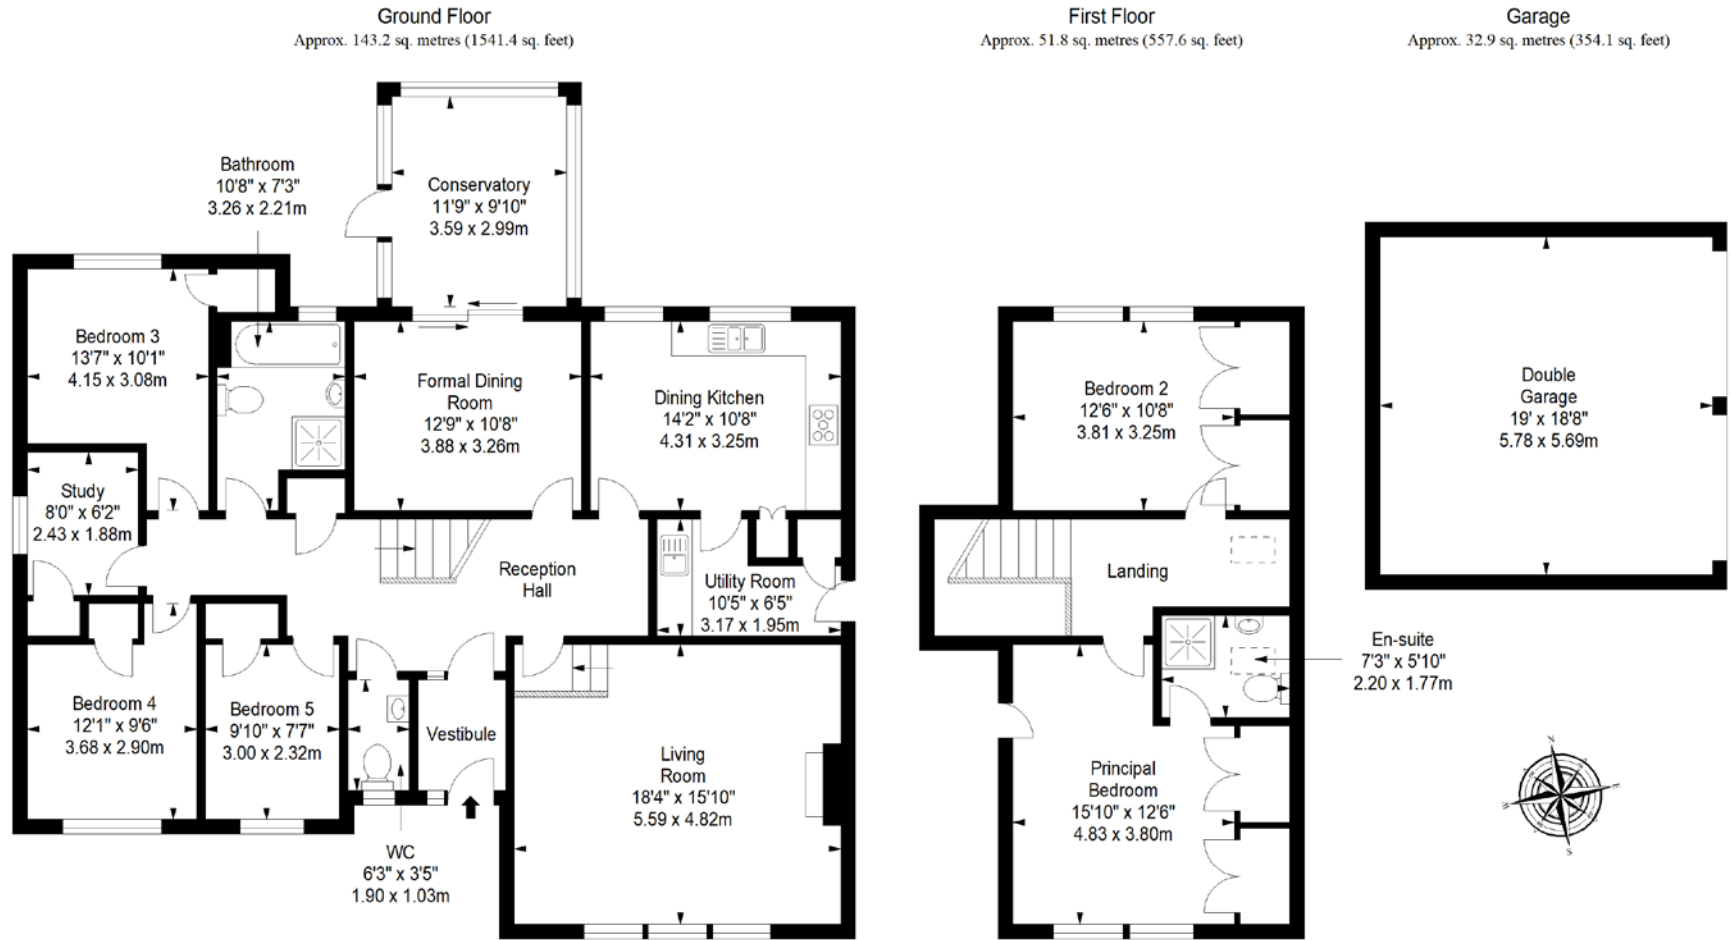 Ground Floor
Approx. 143.2 sq. metres (1541.4 sq. feet)
First Floor
Approx. 51.8 sq. metres (557.6 sq. feet)
Garage
Approx. 32.9 sq. metres (354.1 sq. feet)
Bathroom
10'8" x 7'3"
3.26 x 2.21m
Conservatory
11'9" x 9'10"
3.59 x 2.99m
Bedroom 3
13'7" x 10'1"
4.15 x 3.08m
Formal Dining
Room
12'9" x 10'8"
3.88 x 3.26m
Dining Kitchen
14'2" x 10'8"
4.31 x 3.25m
Study
8'0" x 6'2"
2.43 x 1.88m
Reception
Hall
Utility Room
10'5" x 6'5"
3.17 x 1.95m
Bedroom 4
12'1" x 9'6"
3.68 x 2.90m
Bedroom 5
9'10" x 7'7"
3.00 x 2.32m
Vestibule
Living
Room
18'4" x 15'10"
5.59 x 4.82m
WC
6'3" x 3'5"
1.90 x 1.03m
Bedroom 2
12'6" x 10'8"
3.81 x 3.25m
Landing
En-suite
7'3" x 5'10"
2.20 x 1.77m
Principal
Bedroom
15'10" x 12'6"
4.83 x 3.80m
Double
Garage
19' x 18'8"
5.78 x 5.69m
N
W
E
S